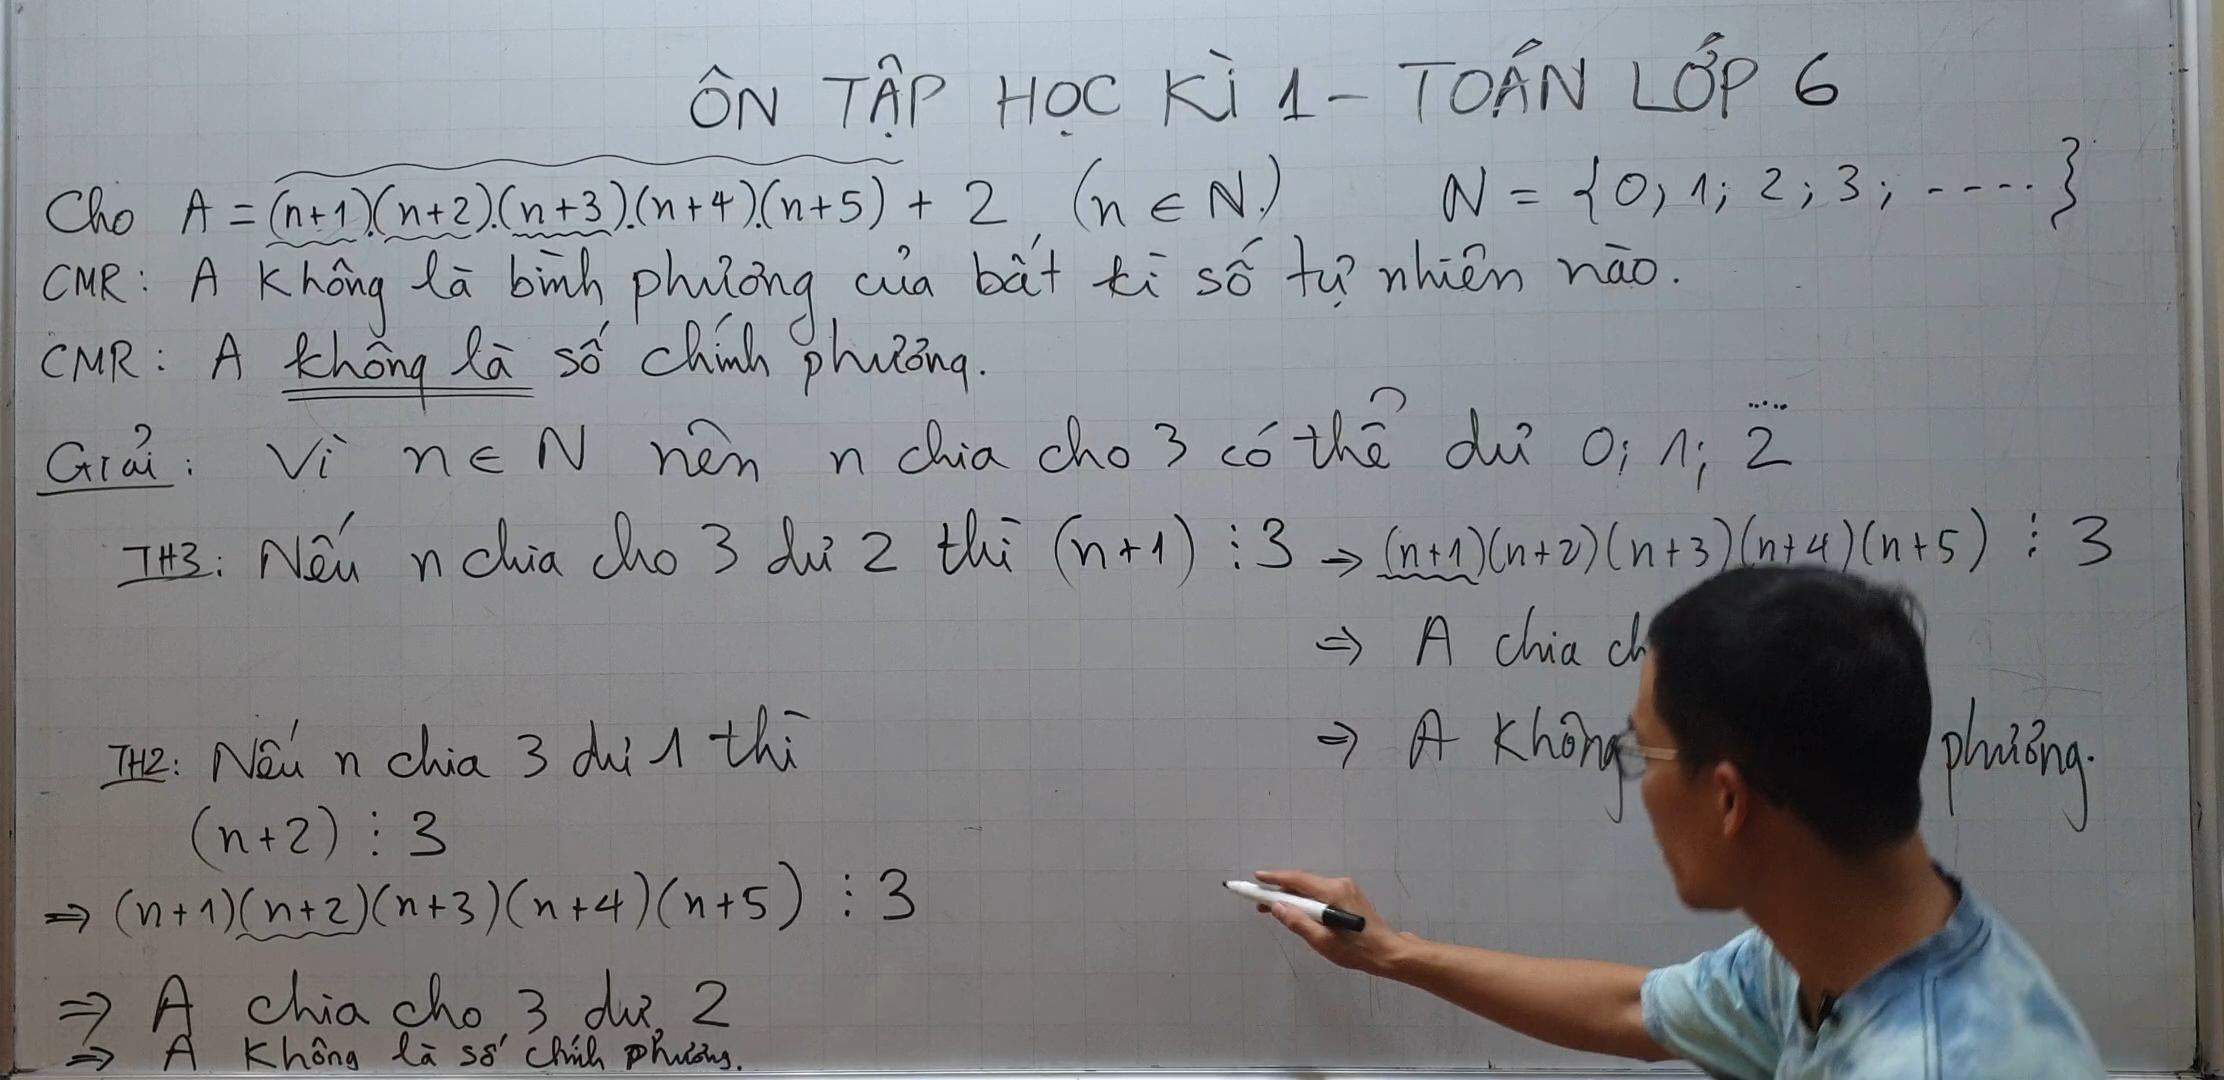 ÔN TẬP HỌC KÌ 1 - TOÁN LỚP 6
Cho A = (n+1).(n+2).(n+3).(n+4).(n+5) + 2 (n ∈ N) N = {0; 1; 2; 3; ----- }
CMR: A không là bình phương của bất kì số tự nhiên nào.
CMR: A không là số chính phương.
Giải: Vì n ∈ N nên n chia cho 3 có thể dư 0; 1; 2
TH3: Nếu n chia cho 3 dư 2 thì (n+1) ⋮ 3 ⇒ (n+1)(n+2)(n+3)(n+4)(n+5) ⋮ 3
⇒ A chia
⇒ A không phương.
TH2: Nếu n chia 3 dư 1 thì
(n+2) ⋮ 3
⇒ (n+1)(n+2)(n+3)(n+4)(n+5) ⋮ 3
⇒ A chia cho 3 dư 2
⇒ A không là số chính phương.